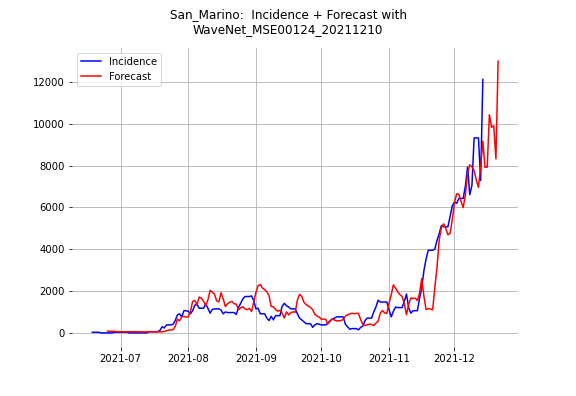 San_Marino:  Incidence + Forecast with
WaveNet_MSE00124_20211210
Incidence
Forecast
12000
10000
8000
6000
4000
2000
0
2021-07 2021-08 2021-09 2021-10 2021-11 2021-12